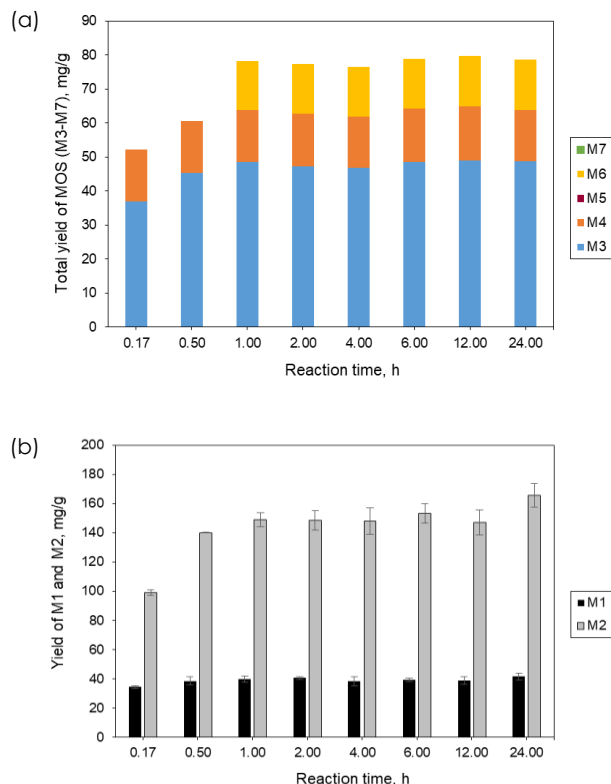 (a)
Total yield of MOS (M3-M7), mg/g
90
80
70
60
50
40
30
20
10
0
0.17 0.50 1.00 2.00 4.00 6.00 12.00 24.00
Reaction time, h
M7
M6
M5
M4
M3
(b)
Yield of M1 and M2, mg/g
200
180
160
140
120
100
80
60
40
20
0
0.17 0.50 1.00 2.00 4.00 6.00 12.00 24.00
Reaction time, h
M1
M2